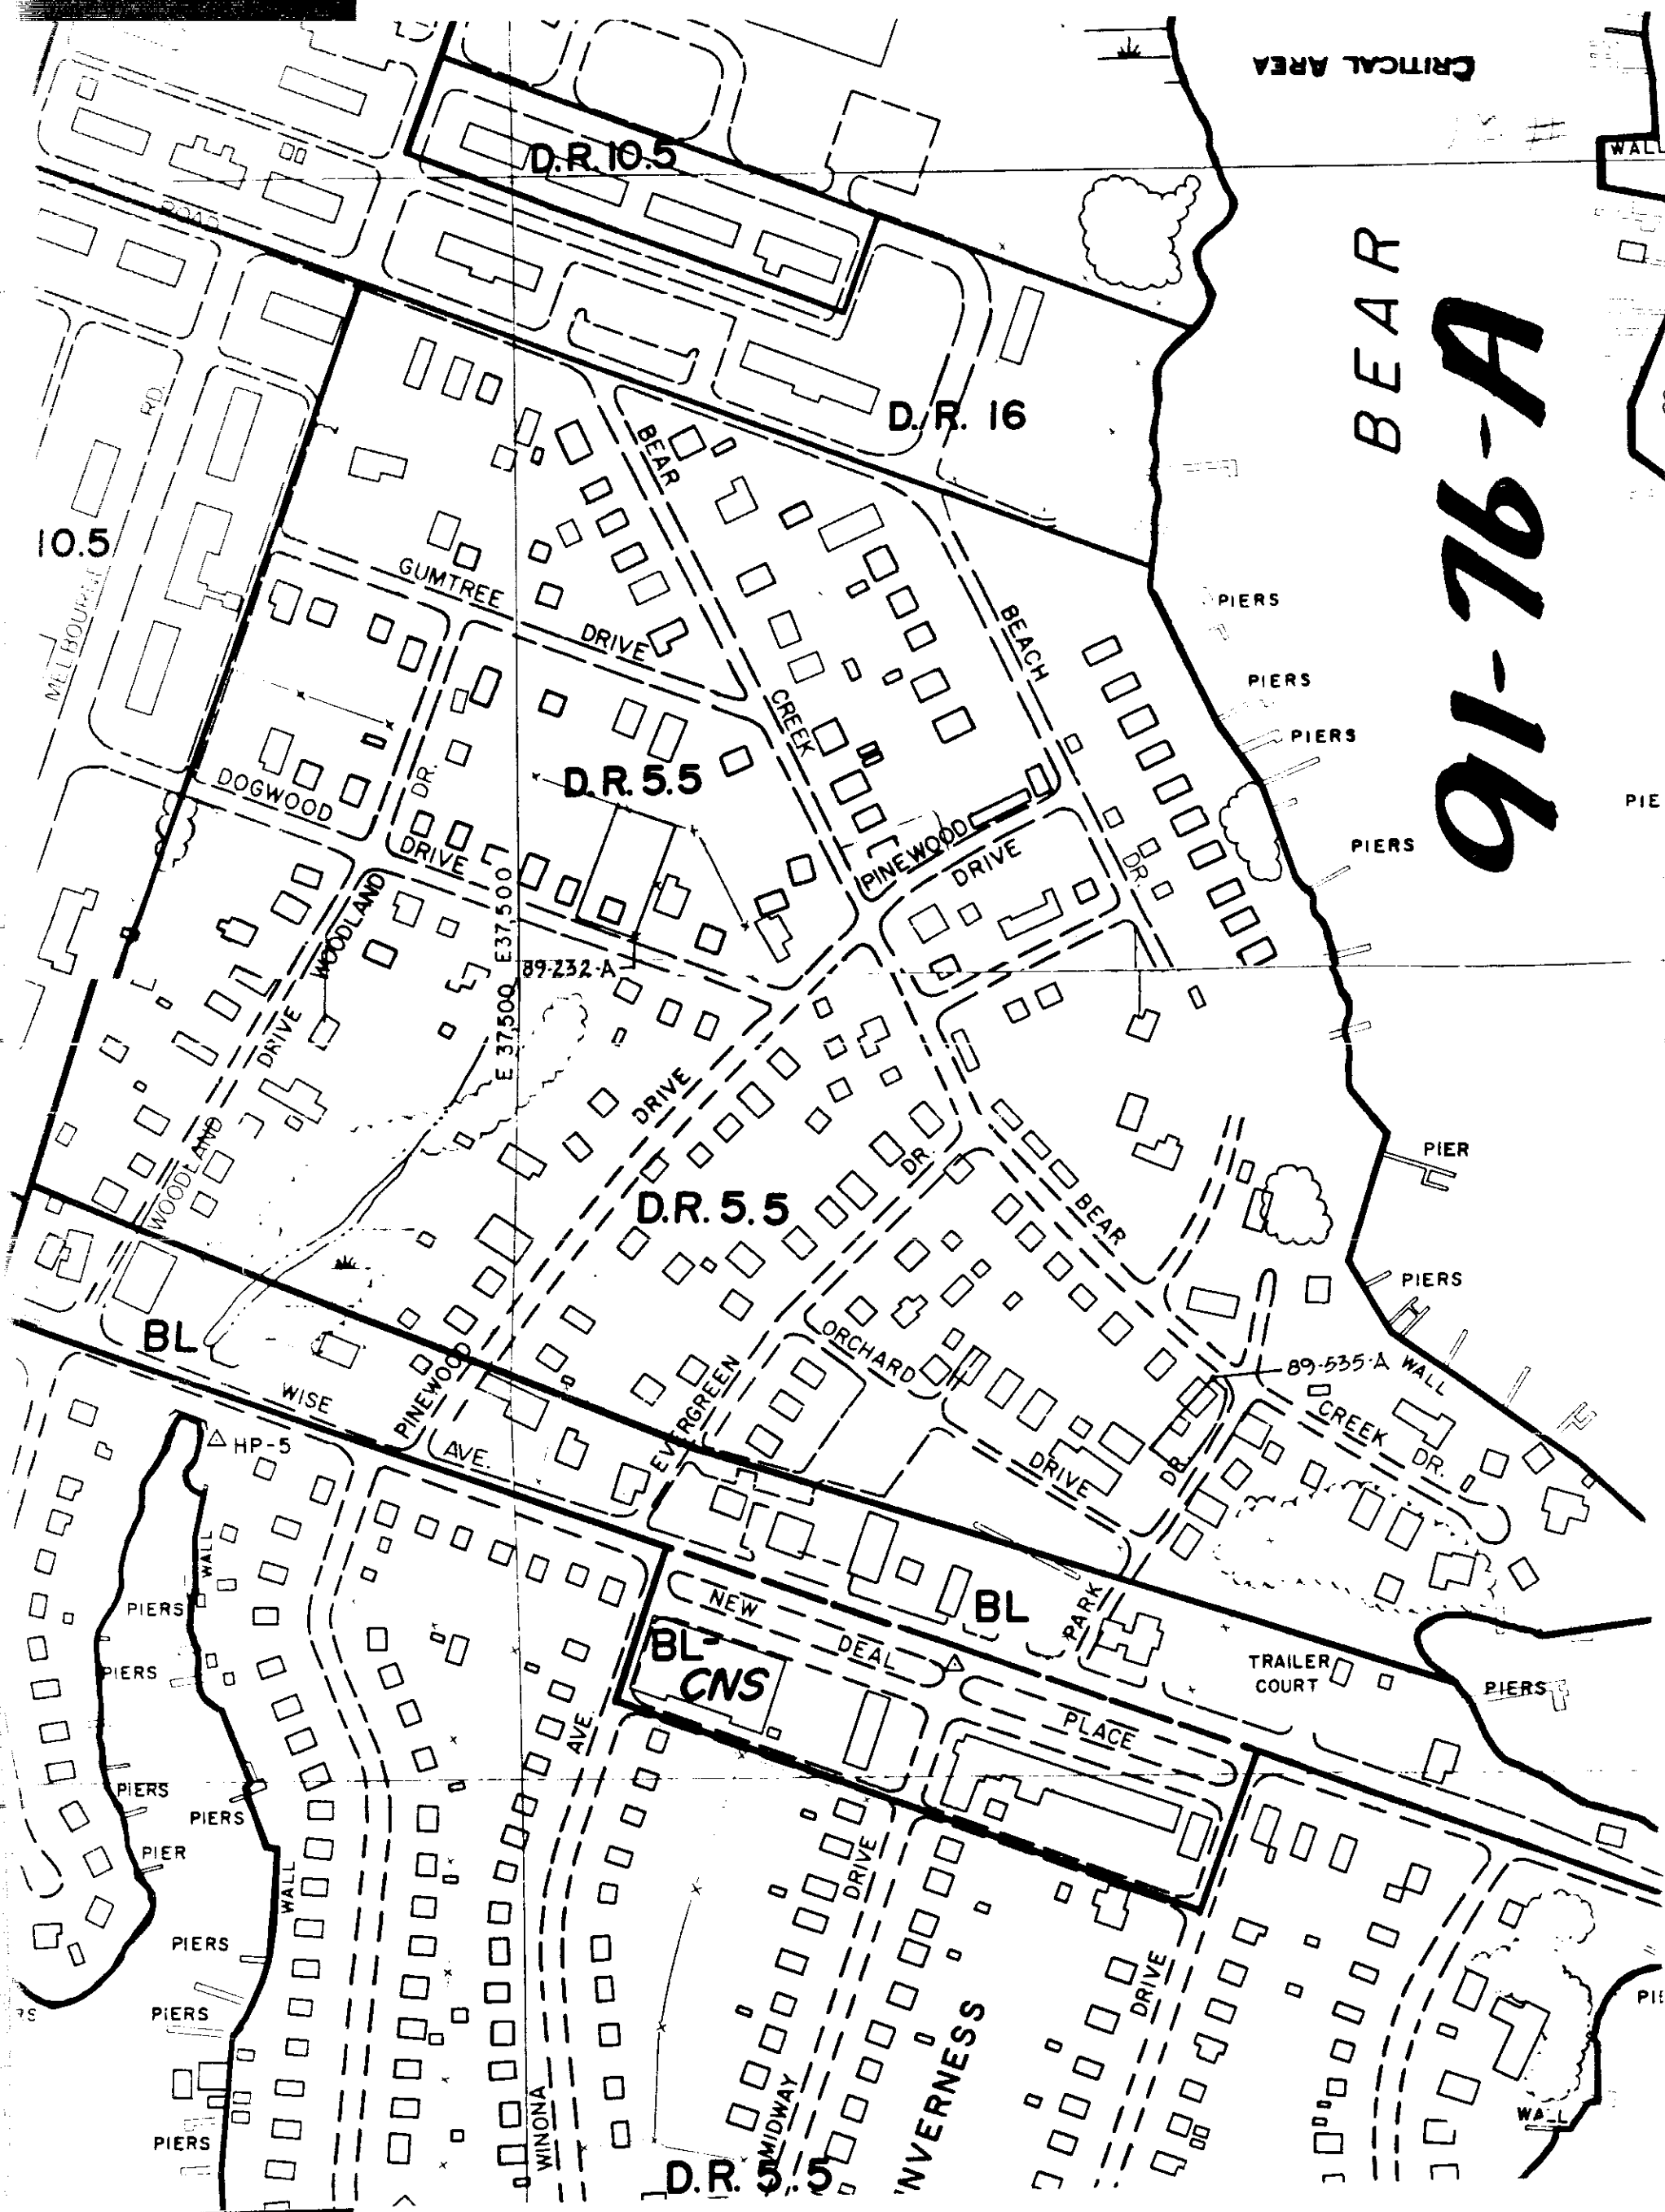 CRITICAL AREA
WALL
D.R. 10.5
ROAD
BEAR
91-76-A
RD.
D.R. 16
BEAR
10.5
GUMTREE
DRIVE
MELBOURNE
PIERS
BEACH
PIERS
CREEK
PIERS
DOGWOOD
DR.
D.R. 5.5
PIE
DRIVE
PINEWOOD
DRIVE
PIERS
DR.
WOODLAND
E 37,500
E 37,500
89-232-A
DRIVE
DRIVE
WOODLAND
DR.
PIER
D.R. 5.5
BEAR
PIERS
BL
ORCHARD
89-535-A
WALL
WISE
PINEWOOD
EVERGREEN
CREEK
DR.
HP-5
AVE.
DRIVE
DR.
WALL
PIERS
NEW
BL
PARK
DEAL
BL-
CNS
TRAILER
COURT
PIERS
PIERS
PLACE
AVE.
PIERS
PIERS
PIER
DRIVE
WALL
PIERS
DRIVE
PIERS
PIE
RS
INVERNESS
WINONA
MIDWAY
WALL
PIERS
D.R. 5.5